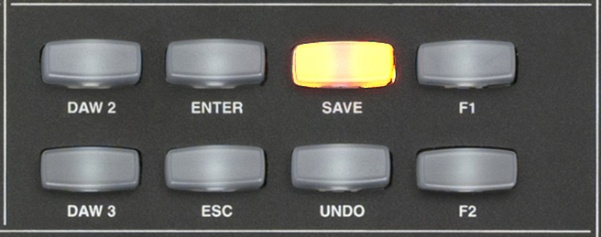 DAW 2 ENTER SAVE F1
DAW 3 ESC UNDO F2